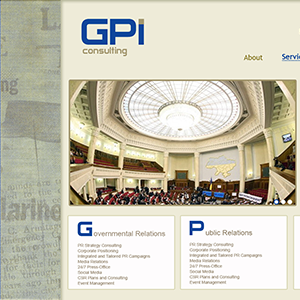 GPi
consulting
About
Servic
Governmental Relations
PR Strategy Consulting
Corporate Positioning
Integrated and Tailored PR Campaigns
Media Relations
24/7 Press Office
Social Media
CSR Plans and Consulting
Event Management
Public Relations
PR Strategy Consulting
Corporate Positioning
Integrated and Tailored PR Campaigns
Media Relations
24/7 Press Office
Social Media
CSR Plans and Consulting
Event Management